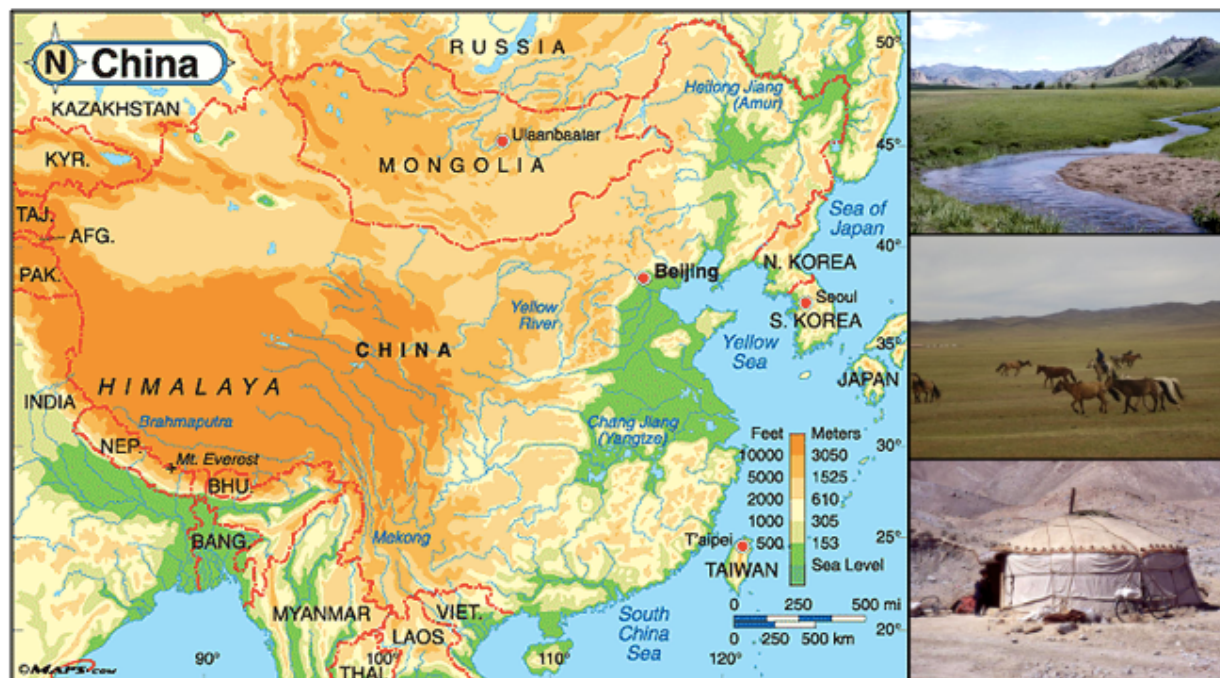 N China
RUSSIA
50°
KAZAKHSTAN
Heilong Jiang
(Amur)
Ulaanbaatar
45°
KYR.
MONGOLIA
TAJ.
Sea of
Japan
AFG.
40°
PAK.
Beijing
N. KOREA
Seoul
Yellow
River
S. KOREA
CHINA
Yellow
Sea
35°
HIMALAYA
JAPAN
INDIA
Brahmaputra
Chang Jiang
(Yangtze)
Feet Meters
NEP.
10000 3050
30°
Mt. Everest
5000 1525
BHU.
2000 610
1000 305
500 153
Sea Level
BANG.
Mekong
T'aipei
25°
TAIWAN
MYANMAR
VIET.
0 250 500 mi
0 250 500 km
LAOS
South
China
Sea
20°
THAI.
90° 100° 110° 120°
©MAPS.com